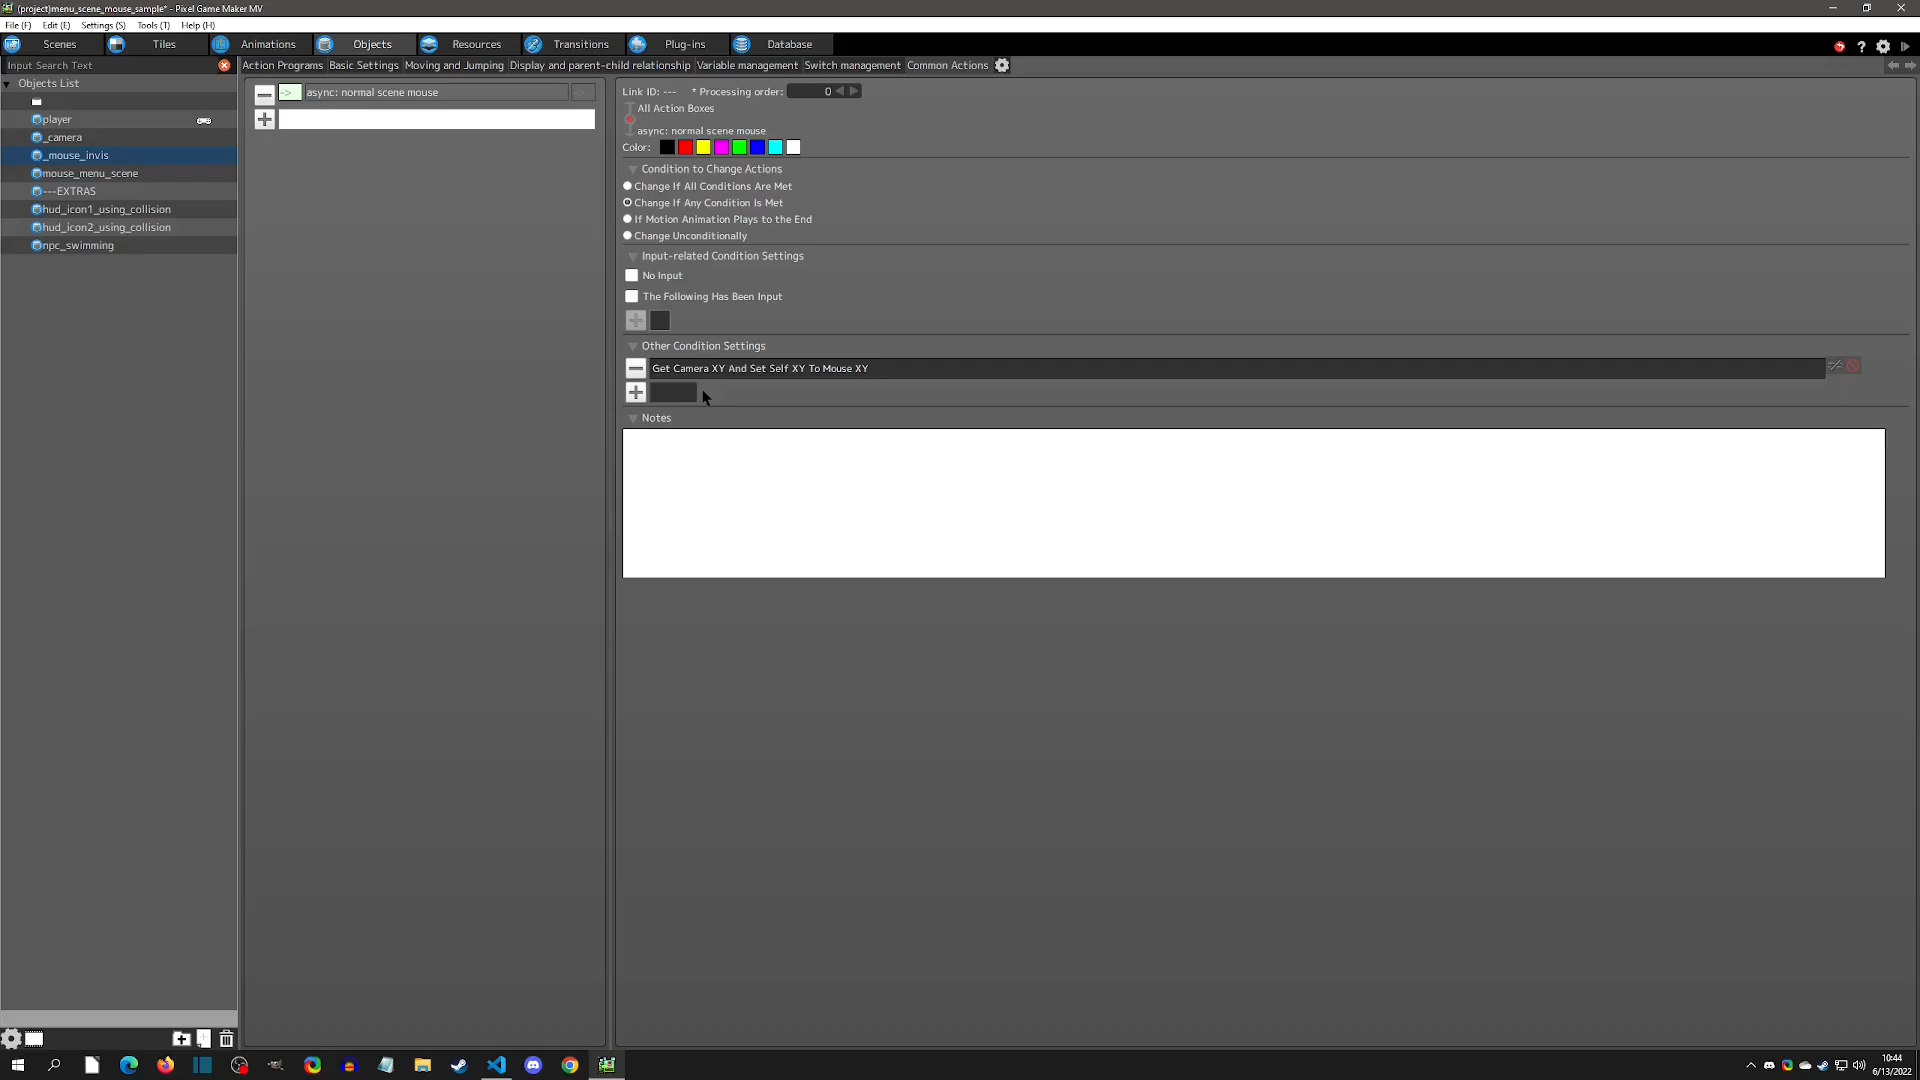 (project)menu_scene_mouse_sample* - Pixel Game Maker MV
File (F) Edit (E) Settings (S) Tools (T) Help (H)
Scenes Tiles Animations Objects Resources Transitions Plug-ins Database
Input Search Text
Action Programs Basic Settings Moving and Jumping Display and parent-child relationship Variable management Switch management Common Actions
Objects List
player
_camera
_mouse_invis
mouse_menu_scene
---EXTRAS
hud_icon1_using_collision
hud_icon2_using_collision
npc_swimming
-> async: normal scene mouse
Link ID: --- * Processing order: 0
All Action Boxes
async: normal scene mouse
Color:
Condition to Change Actions
Change If All Conditions Are Met
Change If Any Condition Is Met
If Motion Animation Plays to the End
Change Unconditionally
Input-related Condition Settings
No Input
The Following Has Been Input
Other Condition Settings
Get Camera XY And Set Self XY To Mouse XY
Notes
10:44
6/13/2022